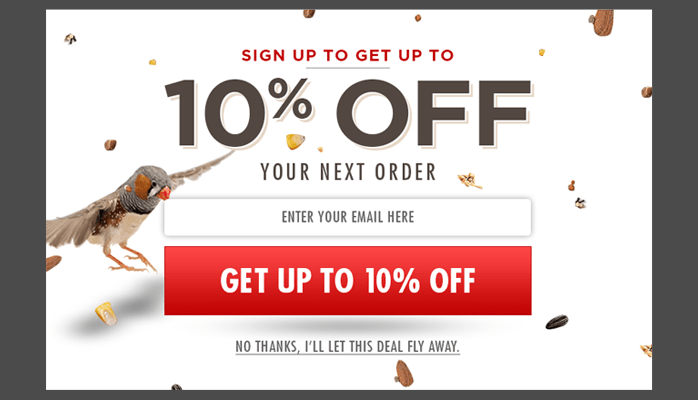 SIGN UP TO GET UP TO
10% OFF
YOUR NEXT ORDER
ENTER YOUR EMAIL HERE
GET UP TO 10% OFF
NO THANKS, I'LL LET THIS DEAL FLY AWAY.